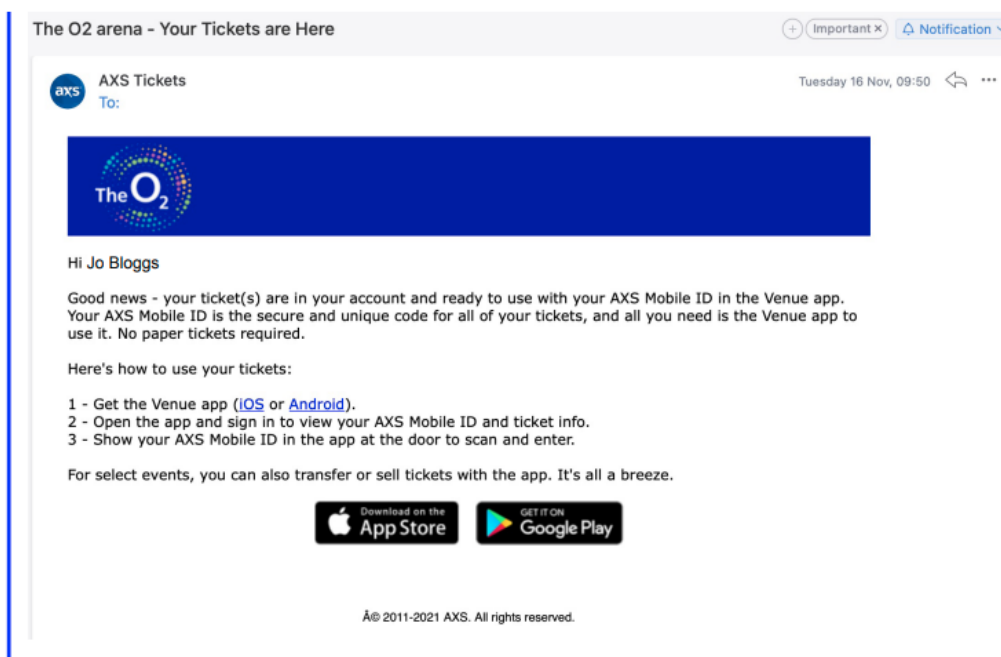 The O2 arena - Your Tickets are Here
Important ×
Notification
axs
AXS Tickets
Tuesday 16 Nov, 09:50
To:
The O2
Hi Jo Bloggs
Good news - your ticket(s) are in your account and ready to use with your AXS Mobile ID in the Venue app.
Your AXS Mobile ID is the secure and unique code for all of your tickets, and all you need is the Venue app to
use it. No paper tickets required.
Here's how to use your tickets:
1 - Get the Venue app (iOS or Android).
2 - Open the app and sign in to view your AXS Mobile ID and ticket info.
3 - Show your AXS Mobile ID in the app at the door to scan and enter.
For select events, you can also transfer or sell tickets with the app. It's all a breeze.
Download on the
App Store
GET IT ON
Google Play
© 2011-2021 AXS. All rights reserved.